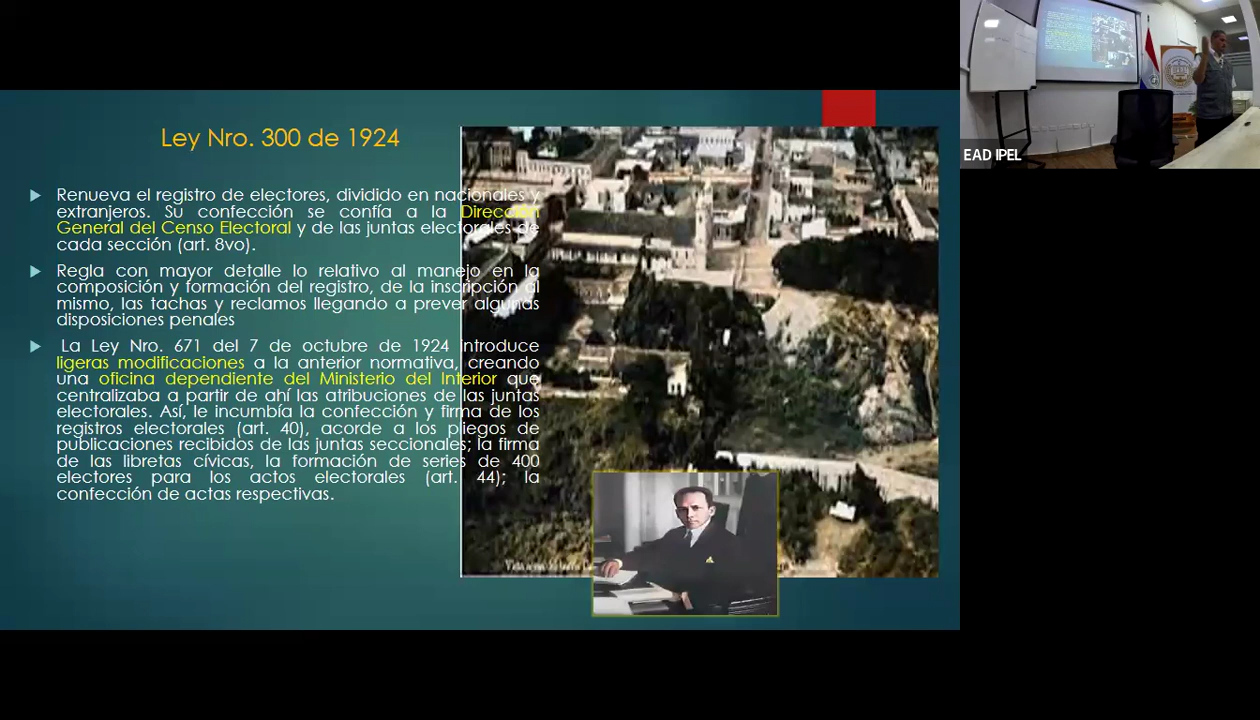 Ley Nro. 300 de 1924
Renueva el registro de electores, dividido en nacionales y
extranjeros. Su confección se confía a la Dirección
General del Censo Electoral y de las juntas electorales de
cada sección (art. 8vo).
Regla con mayor detalle lo relativo al manejo en la
composición y formación del registro, de la inscripción al
mismo, las tachas y reclamos llegando a prever algunas
disposiciones penales
La Ley Nro. 671 del 7 de octubre de 1924 introduce
ligeras modificaciones a la anterior normativa, creando
una oficina dependiente del Ministerio del Interior que
centralizaba a partir de ahí las atribuciones de las juntas
electorales. Así, le incumbía la confección y firma de los
registros electorales (art. 40), acorde a los pliegos de
publicaciones recibidos de las juntas seccionales; la firma
de las libretas cívicas, la formación de series de 400
electores para los actos electorales (art. 44); la
confección de actas respectivas.
EAD IPEL